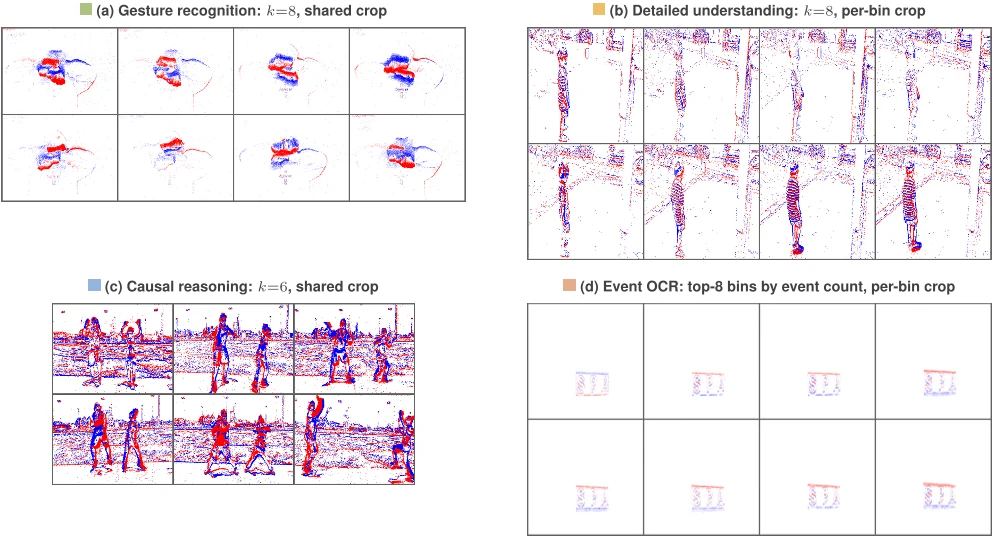 (a) Gesture recognition: k=8, shared crop
(b) Detailed understanding: k=8, per-bin crop
(c) Causal reasoning: k=6, shared crop
(d) Event OCR: top-8 bins by event count, per-bin crop